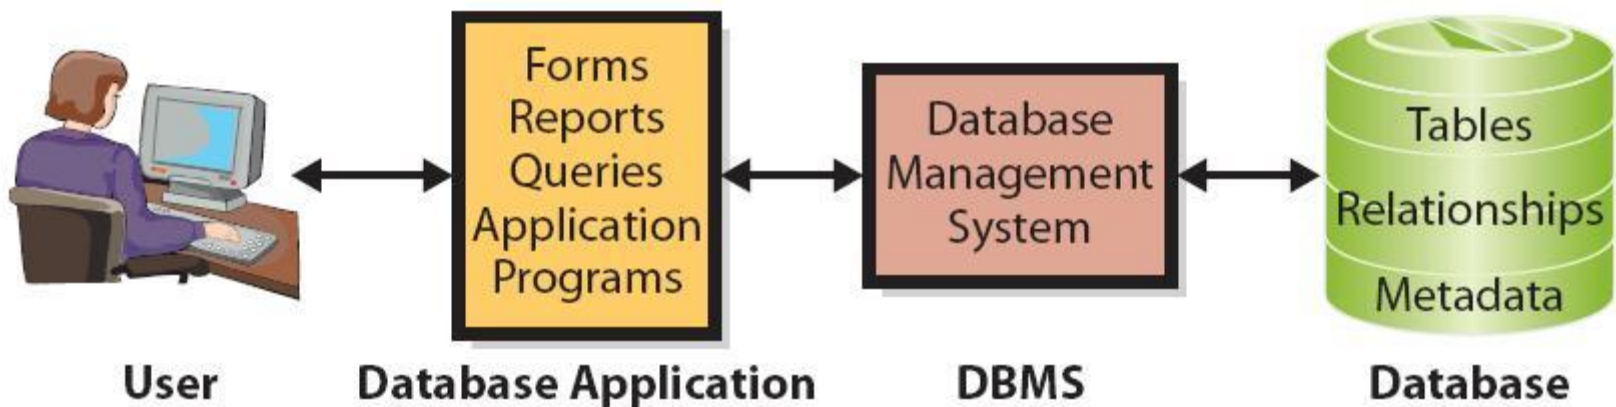 Forms
Reports
Queries
Application
Programs
Database
Management
System
Tables
Relationships
Metadata
User
Database Application
DBMS
Database